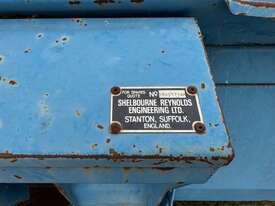 FOR SPARES QUOTE No
SHELBOURNE REYNOLDS
ENGINEERING LTD.
STANTON, SUFFOLK,
ENGLAND.